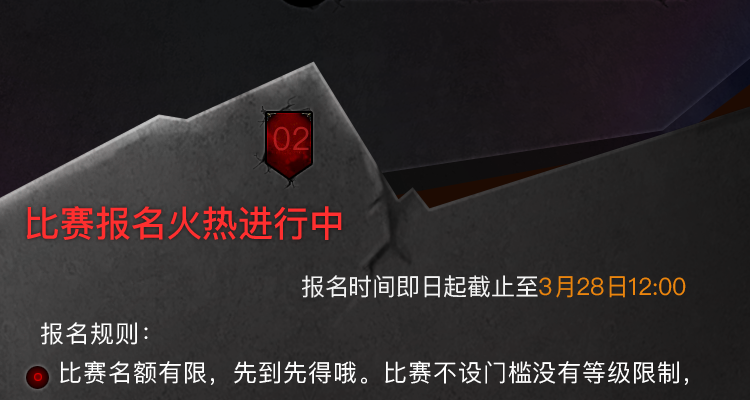 02
比赛报名火热进行中
报名时间即日起截止至3月28日12:00
报名规则：
比赛名额有限，先到先得哦。比赛不设门槛没有等级限制，